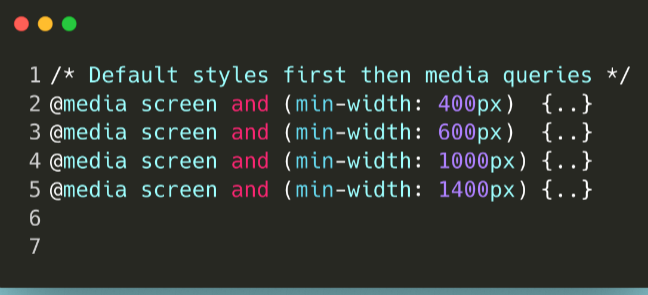 1 /* Default styles first then media queries */
2 @media screen and (min-width: 400px)  {..}
3 @media screen and (min-width: 600px)  {..}
4 @media screen and (min-width: 1000px) {..}
5 @media screen and (min-width: 1400px) {..}
6
7